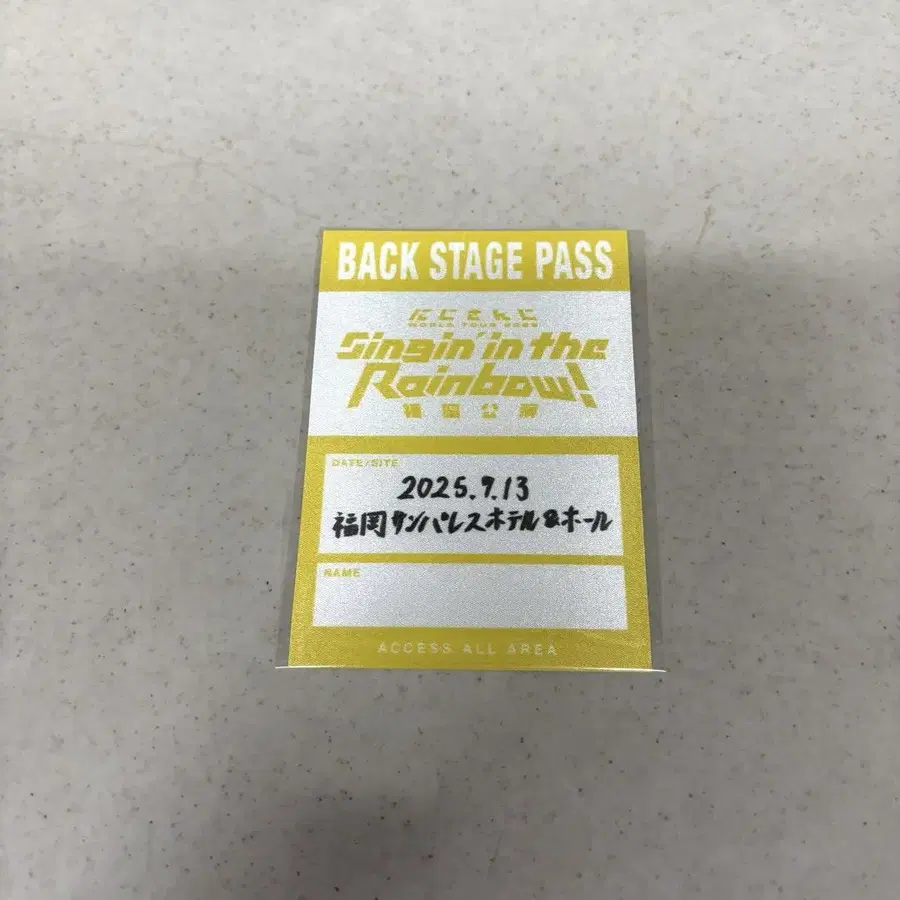 BACK STAGE PASS
にじさんじ
WORLD TOUR 2025
Singin' in the
Rainbow!
福岡公演
DATE/SITE
2025.9.13
福岡サンパレスホテル&ホール
NAME
ACCESS ALL AREA